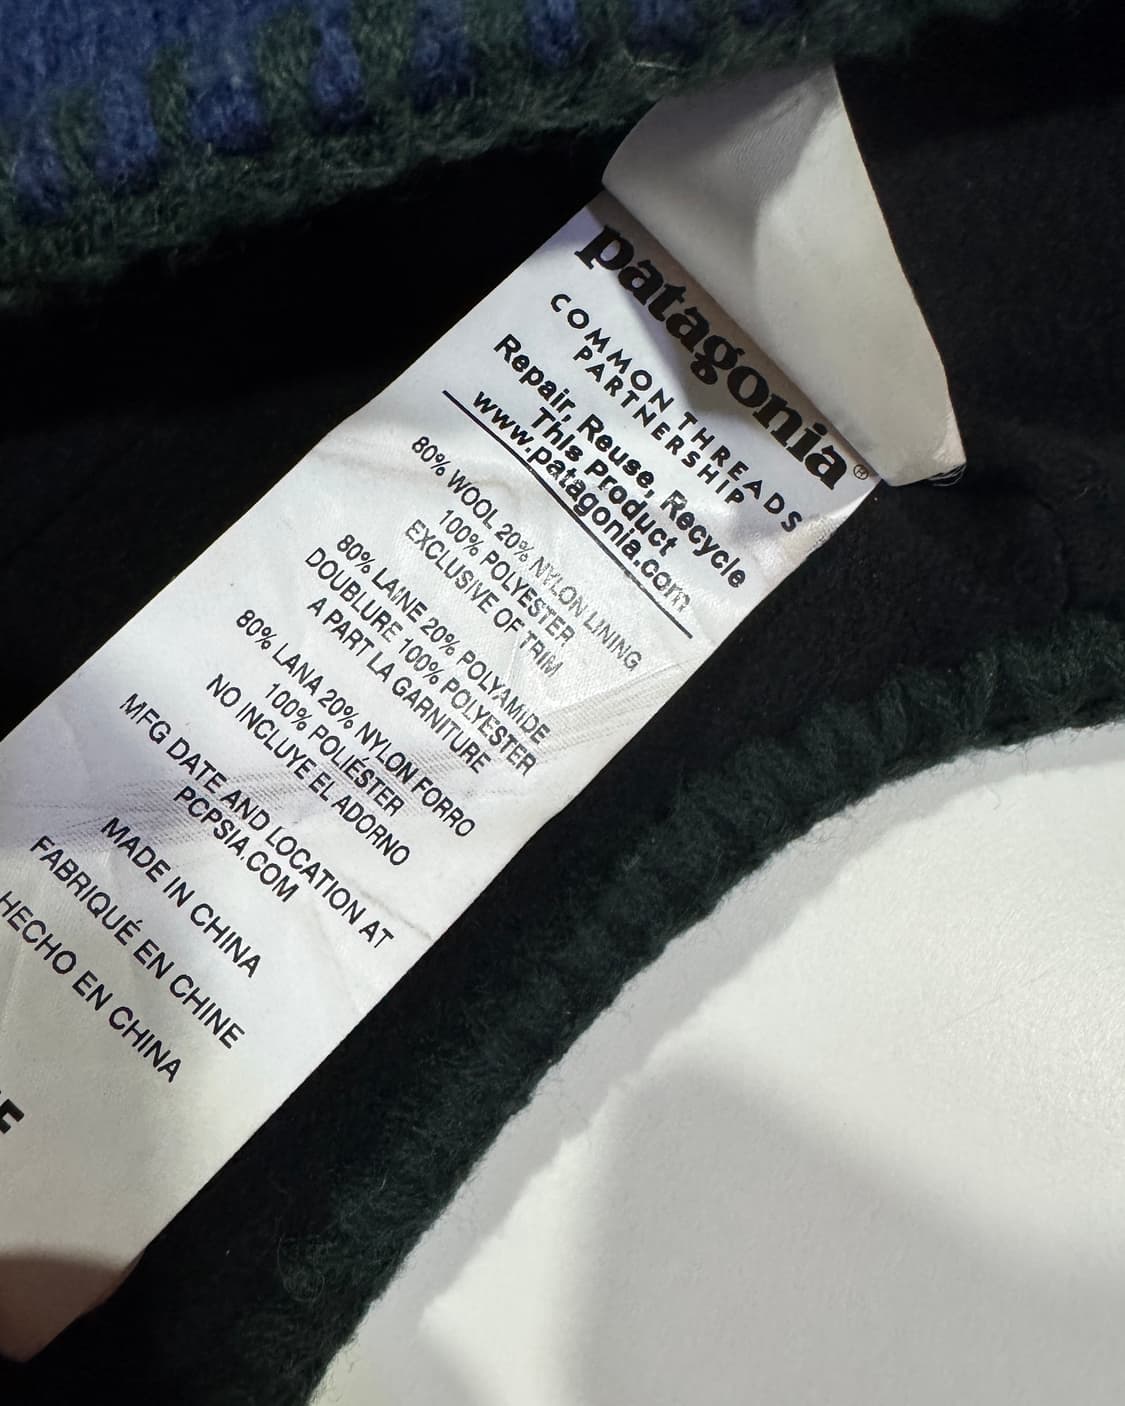 patagonia®
COMMON THREADS
PARTNERSHIP
Repair, Reuse, Recycle
This Product
www.patagonia.com
80% WOOL 20% NYLON LINING
100% POLYESTER
EXCLUSIVE OF TRIM
80% LAINE 20% POLYAMIDE
DOUBLURE 100% POLYESTER
A PART LA GARNITURE
80% LANA 20% NYLON FORRO
100% POLIÉSTER
NO INCLUYE EL ADORNO
MFG DATE AND LOCATION AT
PCPSIA.COM
MADE IN CHINA
FABRIQUÉ EN CHINE
HECHO EN CHINA